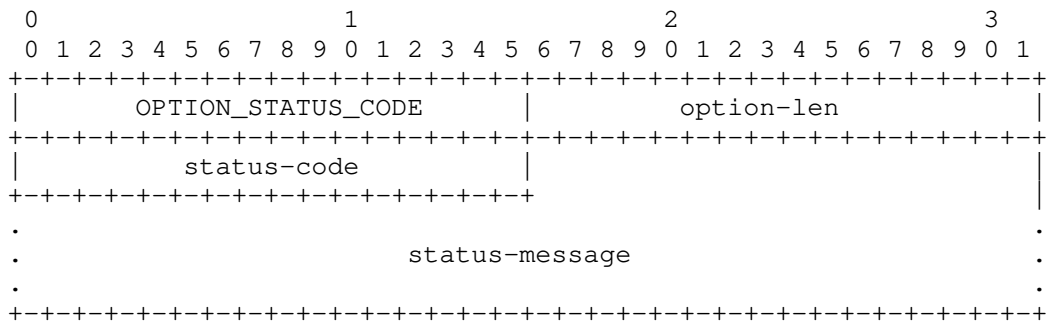 0                   1                   2                   3
 0 1 2 3 4 5 6 7 8 9 0 1 2 3 4 5 6 7 8 9 0 1 2 3 4 5 6 7 8 9 0 1
+-+-+-+-+-+-+-+-+-+-+-+-+-+-+-+-+-+-+-+-+-+-+-+-+-+-+-+-+-+-+-+-+
|       OPTION_STATUS_CODE      |         option-len            |
+-+-+-+-+-+-+-+-+-+-+-+-+-+-+-+-+-+-+-+-+-+-+-+-+-+-+-+-+-+-+-+-+
|          status-code          |                               |
+-+-+-+-+-+-+-+-+-+-+-+-+-+-+-+-+                               |
.                                                               .
.                        status-message                         .
.                                                               .
+-+-+-+-+-+-+-+-+-+-+-+-+-+-+-+-+-+-+-+-+-+-+-+-+-+-+-+-+-+-+-+-+